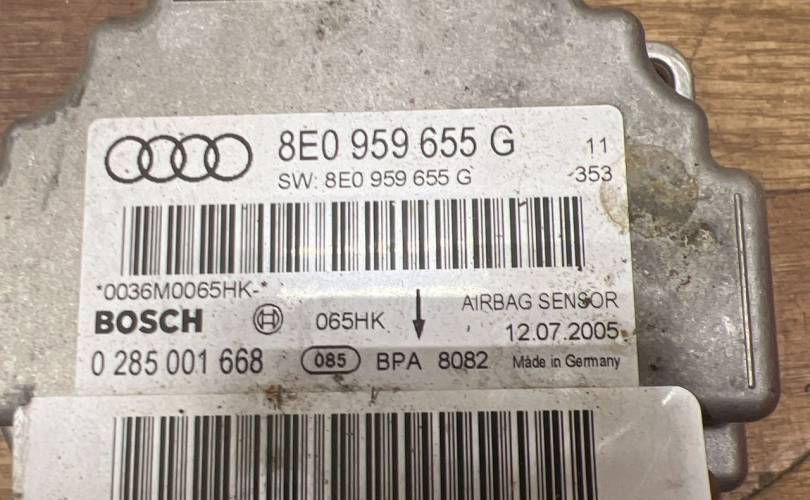 8E0 959 655 G 11
SW: 8E0 959 655 G 353
*0036M0065HK-*
BOSCH 065HK AIRBAG SENSOR
12.07.2005
0 285 001 668 085 BPA 8082 Made in Germany